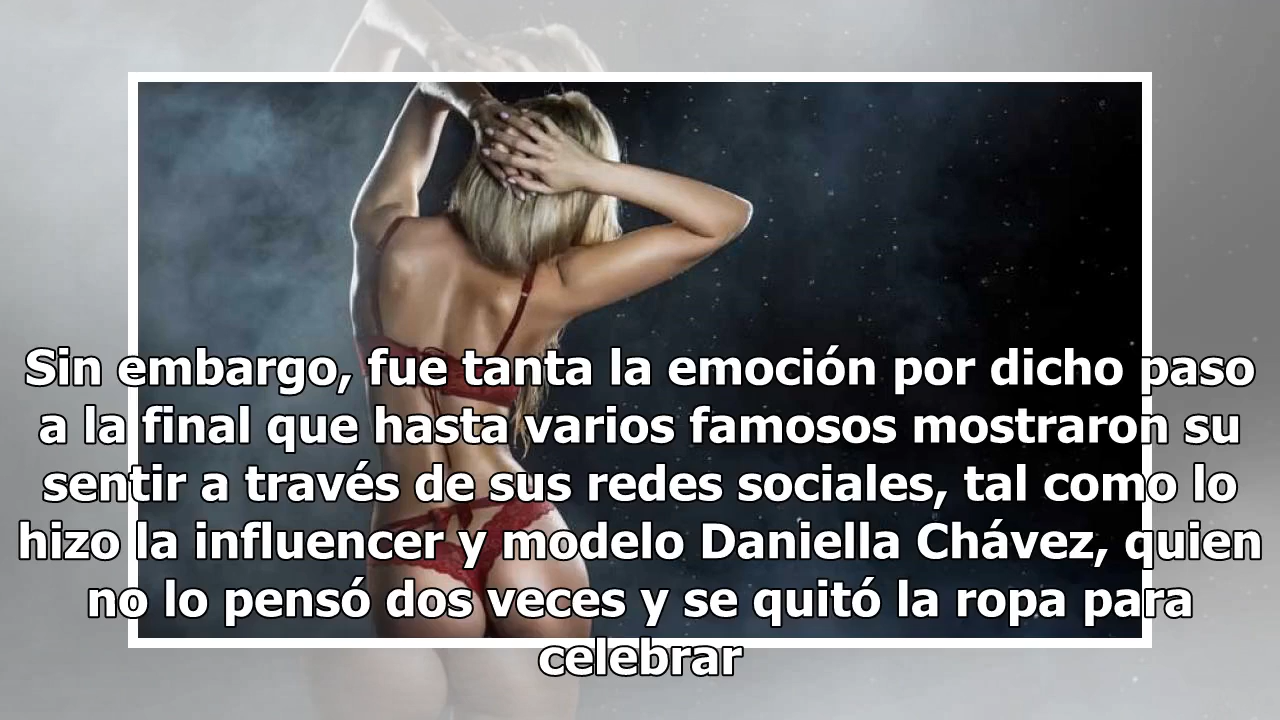 Sin embargo, fue tanta la emoción por dicho paso
a la final que hasta varios famosos mostraron su
sentir a través de sus redes sociales, tal como lo
hizo la influencer y modelo Daniella Chávez, quien
no lo pensó dos veces y se quitó la ropa para
celebrar